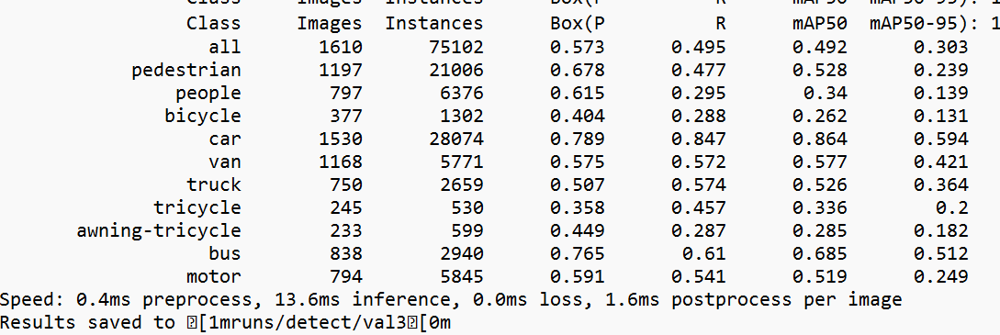 Class Images Instances Box(P R mAP50 mAP50-95): 1
Class Images Instances Box(P R mAP50 mAP50-95): 1
all 1610 75102 0.573 0.495 0.492 0.303
pedestrian 1197 21006 0.678 0.477 0.528 0.239
people 797 6376 0.615 0.295 0.34 0.139
bicycle 377 1302 0.404 0.288 0.262 0.131
car 1530 28074 0.789 0.847 0.864 0.594
van 1168 5771 0.575 0.572 0.577 0.421
truck 750 2659 0.507 0.574 0.526 0.364
tricycle 245 530 0.358 0.457 0.336 0.2
awning-tricycle 233 599 0.449 0.287 0.285 0.182
bus 838 2940 0.765 0.61 0.685 0.512
motor 794 5845 0.591 0.541 0.519 0.249
Speed: 0.4ms preprocess, 13.6ms inference, 0.0ms loss, 1.6ms postprocess per image
Results saved to [1mruns/detect/val3[0m